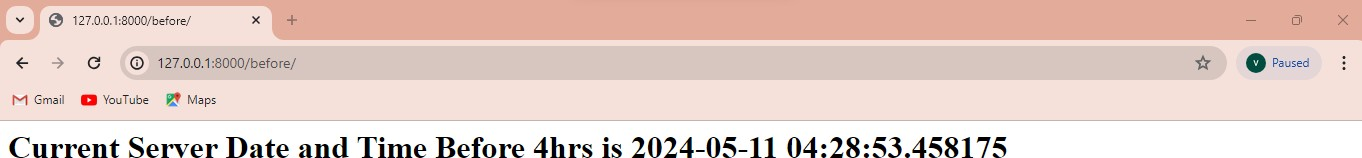 127.0.0.1:8000/before/
127.0.0.1:8000/before/
V Paused
Gmail YouTube Maps
Current Server Date and Time Before 4hrs is 2024-05-11 04:28:53.458175